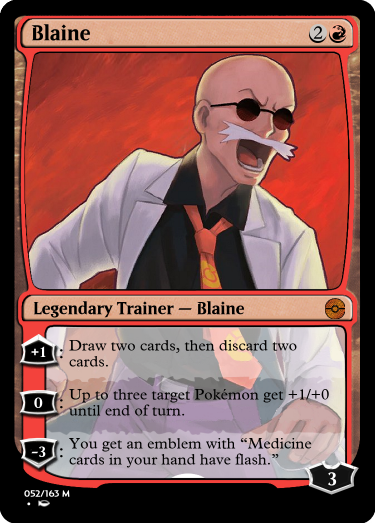 Blaine 2
Legendary Trainer — Blaine
+1: Draw two cards, then discard two
cards.
0: Up to three target Pokémon get +1/+0
until end of turn.
-3: You get an emblem with “Medicine
cards in your hand have flash.”
3
052/163 M